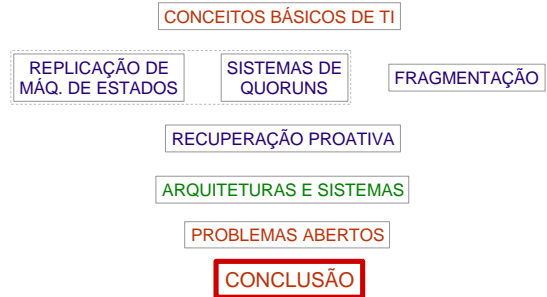 CONCEITOS BÁSICOS DE TI
REPLICAÇÃO DE
MÁQ. DE ESTADOS
SISTEMAS DE
QUORUNS
FRAGMENTAÇÃO
RECUPERAÇÃO PROATIVA
ARQUITETURAS E SISTEMAS
PROBLEMAS ABERTOS
CONCLUSÃO